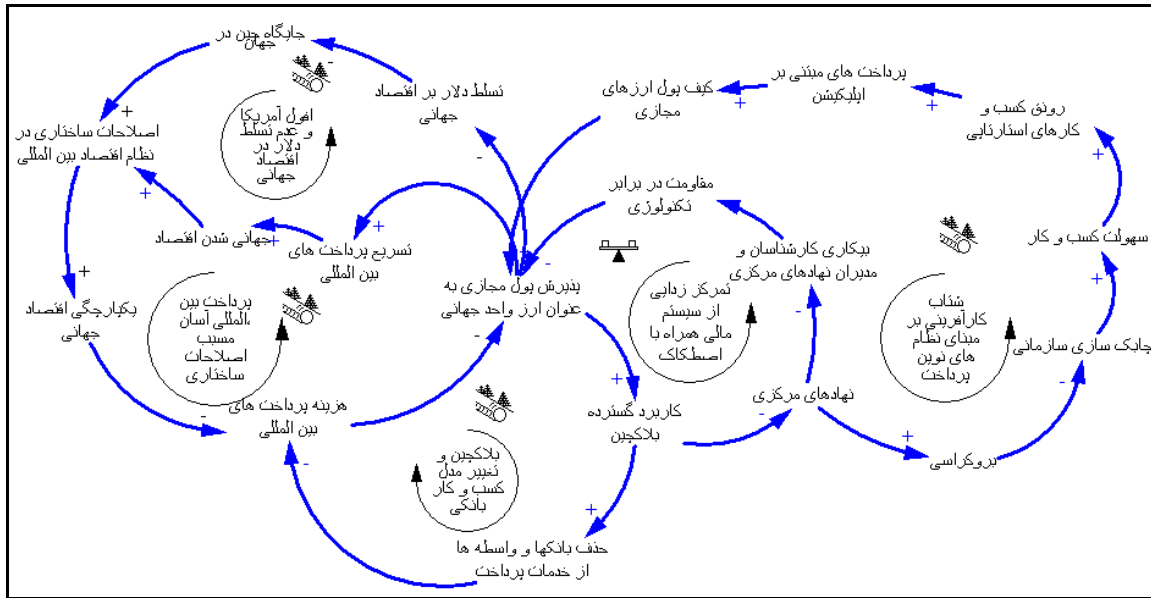 جایگاه چین در
جهان
تسلط دلار بر اقتصاد
جهانی
افول آمریکا
و عدم تسلط
دلار در
اقتصاد
جهانی
اصلاحات ساختاری در
نظام اقتصاد بین المللی
جهانی شدن اقتصاد
تسریع پرداخت های
بین المللی
یکپارچگی اقتصاد
جهانی
پرداخت بین
المللی آسان،
مسبب
اصلاحات
ساختاری
هزینه پرداخت های
بین المللی
کیف پول ارزهای
مجازی
پرداخت های مبتنی بر
اپلیکیشن
رونق کسب و
کارهای استارتاپی
مقاومت در برابر
تکنولوژی
بیکاری کارشناسان و
مدیران نهادهای مرکزی
سهولت کسب و کار
پذیرش پول مجازی به
عنوان ارز واحد جهانی
تمرکز زدایی
از سیستم
مالی همراه با
اصطکاک
شتاب
کارآفرینی بر
مبنای نظام
های نوین
پرداخت
چابک سازی سازمانی
نهادهای مرکزی
کاربرد گسترده
بلاکچین
بروکراسی
بلاکچین و
تغییر مدل
کسب و کار
بانکی
حذف بانکها و واسطه ها
از خدمات پرداخت